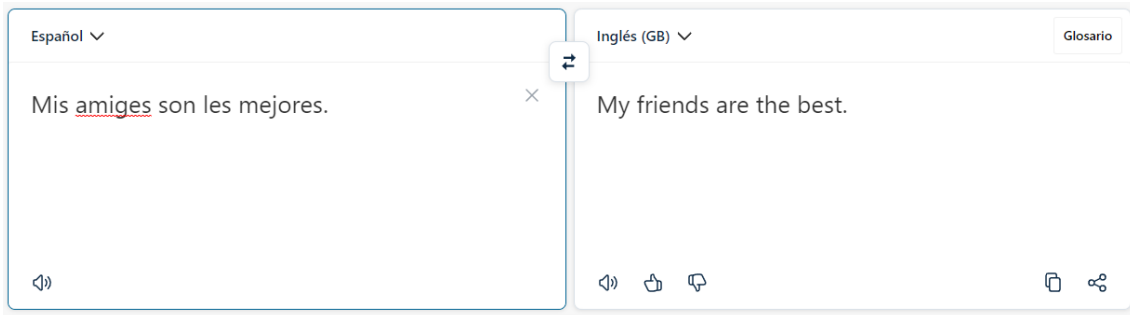 Español
Inglés (GB)
Glosario
Mis amiges son les mejores.
My friends are the best.